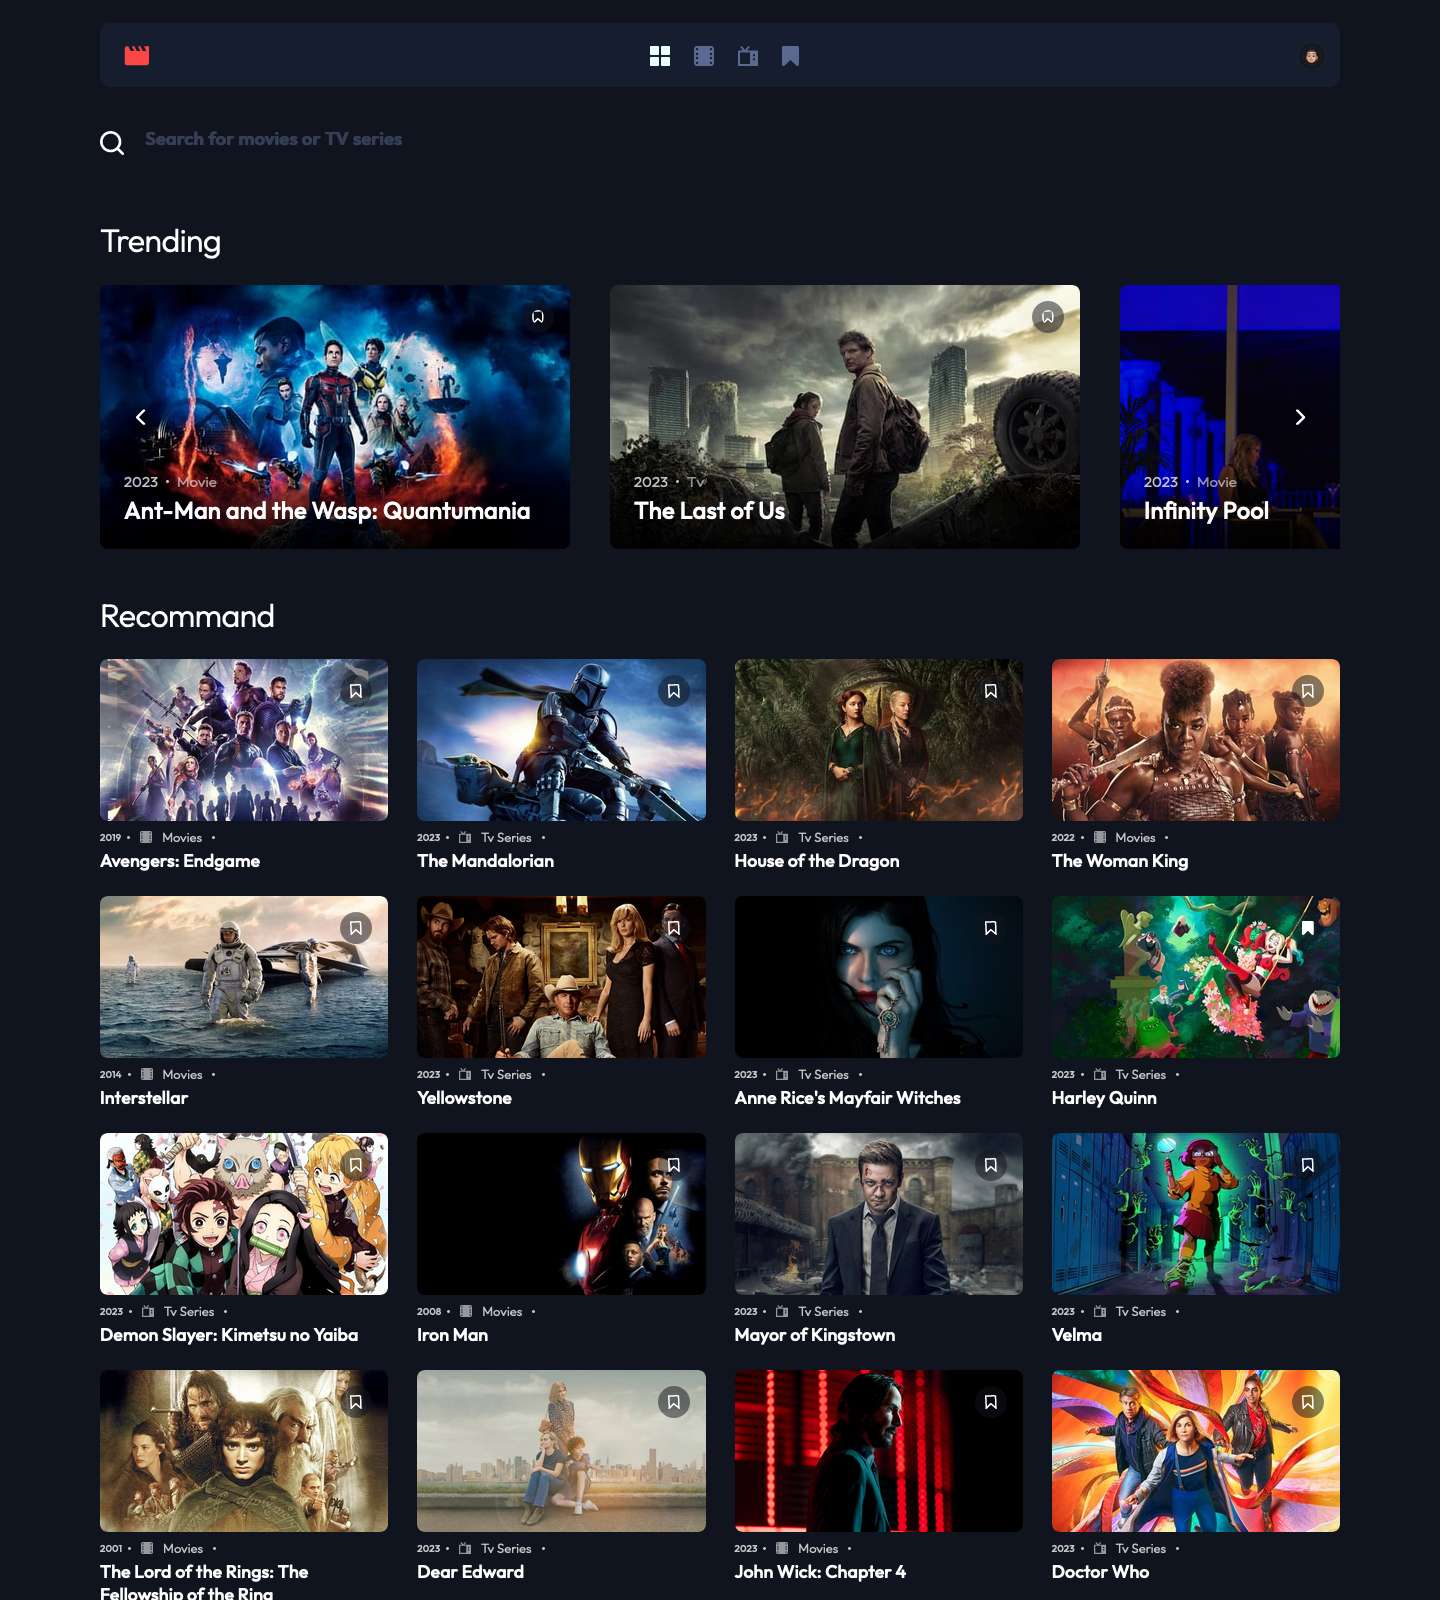 Search for movies or TV series
Trending
2023 • Movie
Ant-Man and the Wasp: Quantumania
2023 • Tv
The Last of Us
2023 • Movie
Infinity Pool
Recommand
2019 • Movies •
Avengers: Endgame
2023 • Tv Series •
The Mandalorian
2023 • Tv Series •
House of the Dragon
2022 • Movies •
The Woman King
2014 • Movies •
Interstellar
2023 • Tv Series •
Yellowstone
2023 • Tv Series •
Anne Rice's Mayfair Witches
2023 • Tv Series •
Harley Quinn
2023 • Tv Series •
Demon Slayer: Kimetsu no Yaiba
2008 • Movies •
Iron Man
2023 • Tv Series •
Mayor of Kingstown
2023 • Tv Series •
Velma
2001 • Movies •
The Lord of the Rings: The
Fellowship of the Ring
2023 • Tv Series •
Dear Edward
2023 • Movies •
John Wick: Chapter 4
2023 • Tv Series •
Doctor Who